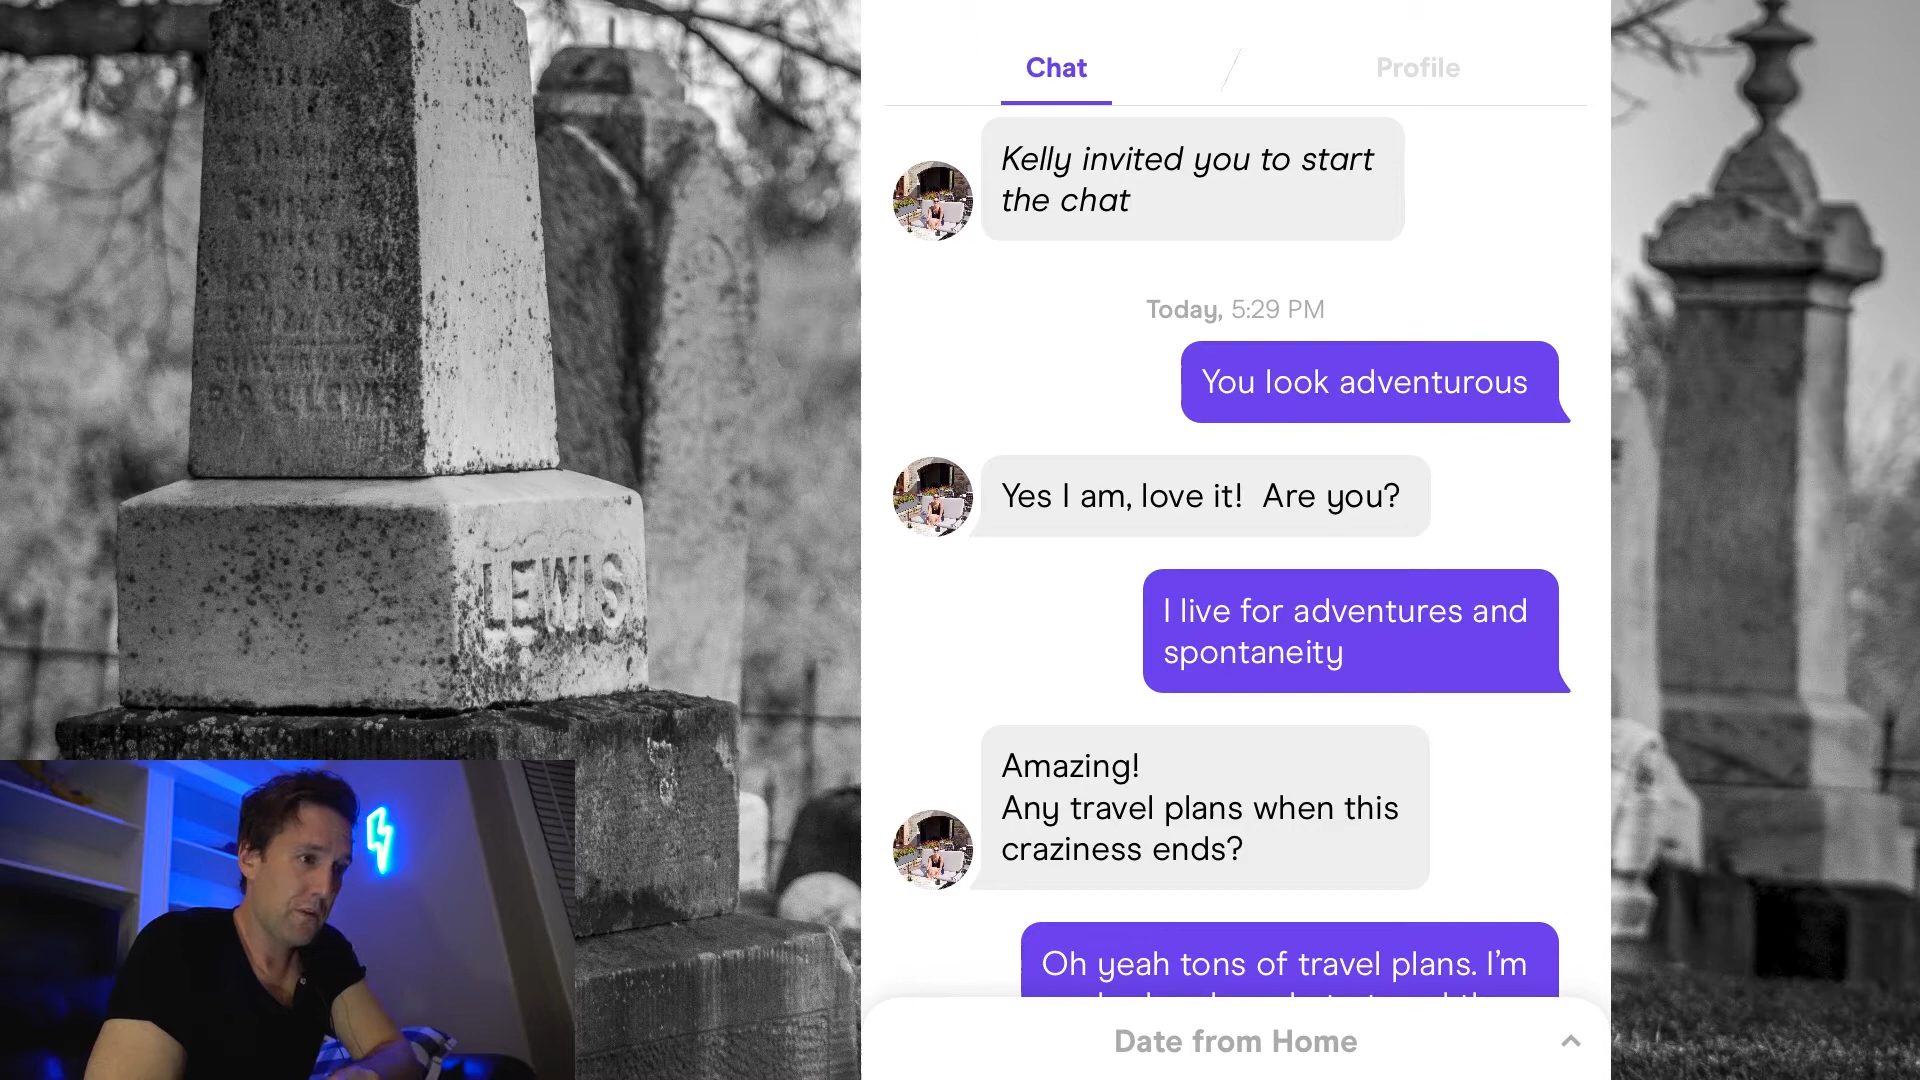 Chat
Profile
Kelly invited you to start
the chat
Today, 5:29 PM
You look adventurous
Yes I am, love it!  Are you?
I live for adventures and
spontaneity
Amazing!
Any travel plans when this
craziness ends?
Oh yeah tons of travel plans. I'm
Date from Home
LEWIS